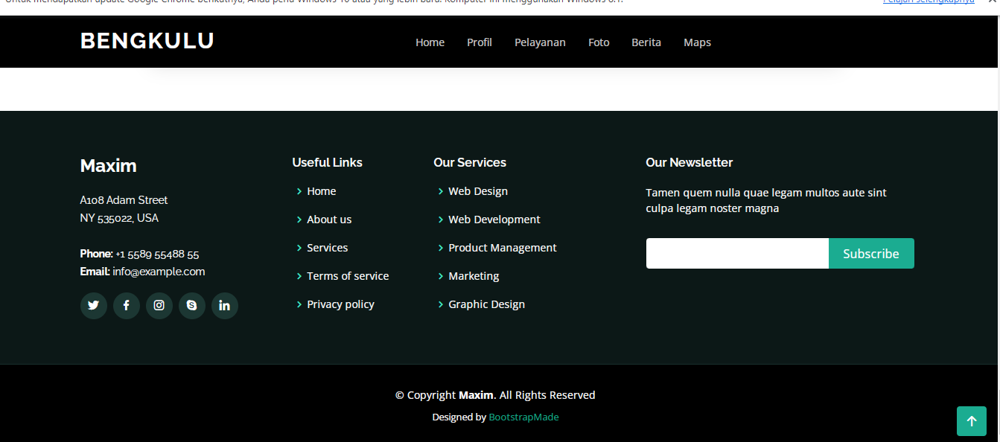 Untuk mendapatkan update Google Chrome berikutnya, Anda perlu Windows 10 atau yang lebih baru. Komputer ini menggunakan Windows 8.1.
Pelajari selengkapnya
BENGKULU
Home
Profil
Pelayanan
Foto
Berita
Maps
Maxim
A108 Adam Street
NY 535022, USA
Phone: +1 5589 55488 55
Email: info@example.com
Useful Links
Home
About us
Services
Terms of service
Privacy policy
Our Services
Web Design
Web Development
Product Management
Marketing
Graphic Design
Our Newsletter
Tamen quem nulla quae legam multos aute sint
culpa legam noster magna
Subscribe
© Copyright Maxim. All Rights Reserved
Designed by BootstrapMade